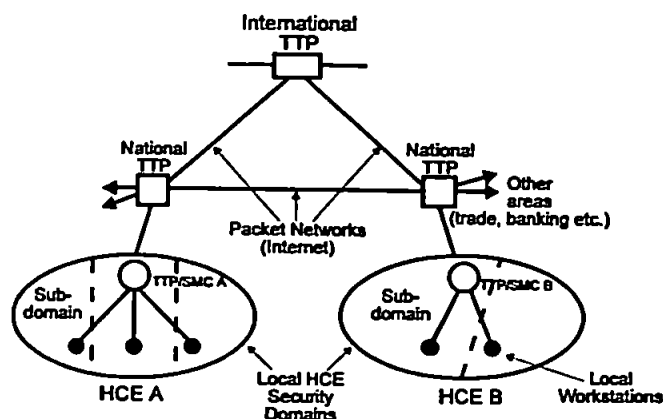 International
TTP
National
TTP
National
TTP
Other
areas
(trade, banking etc.)
Packet Networks
(Internet)
TTP/SMC A
Sub-
domain
TTP/SMC B
Sub-
domain
HCE A
Local HCE
Security
Domains
HCE B
Local
Workstations